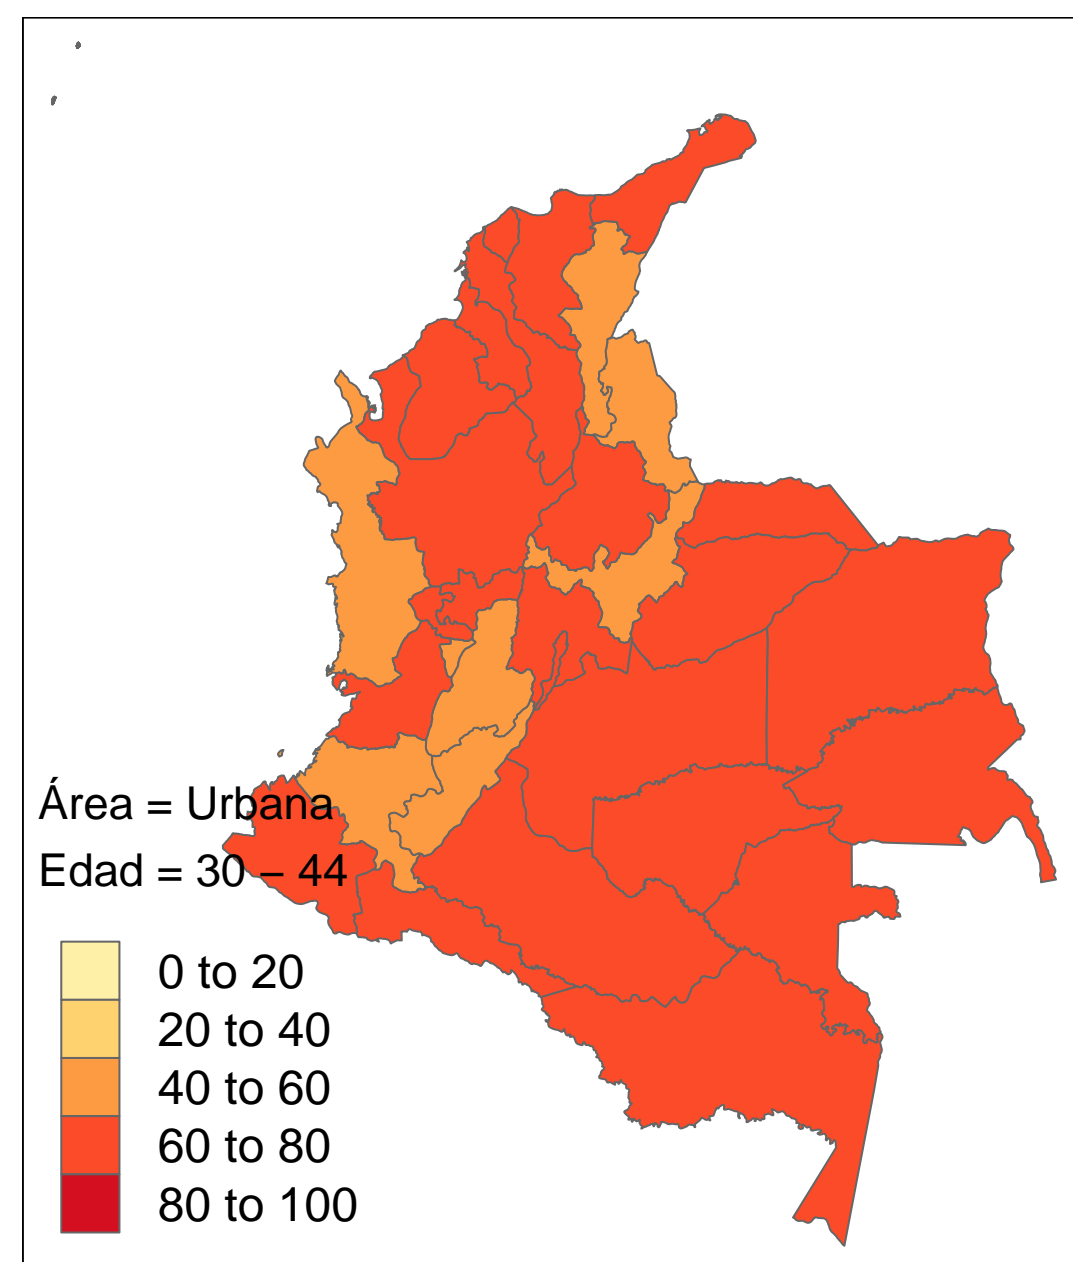 Área = Urbana
Edad = 30 – 44
0 to 20
20 to 40
40 to 60
60 to 80
80 to 100